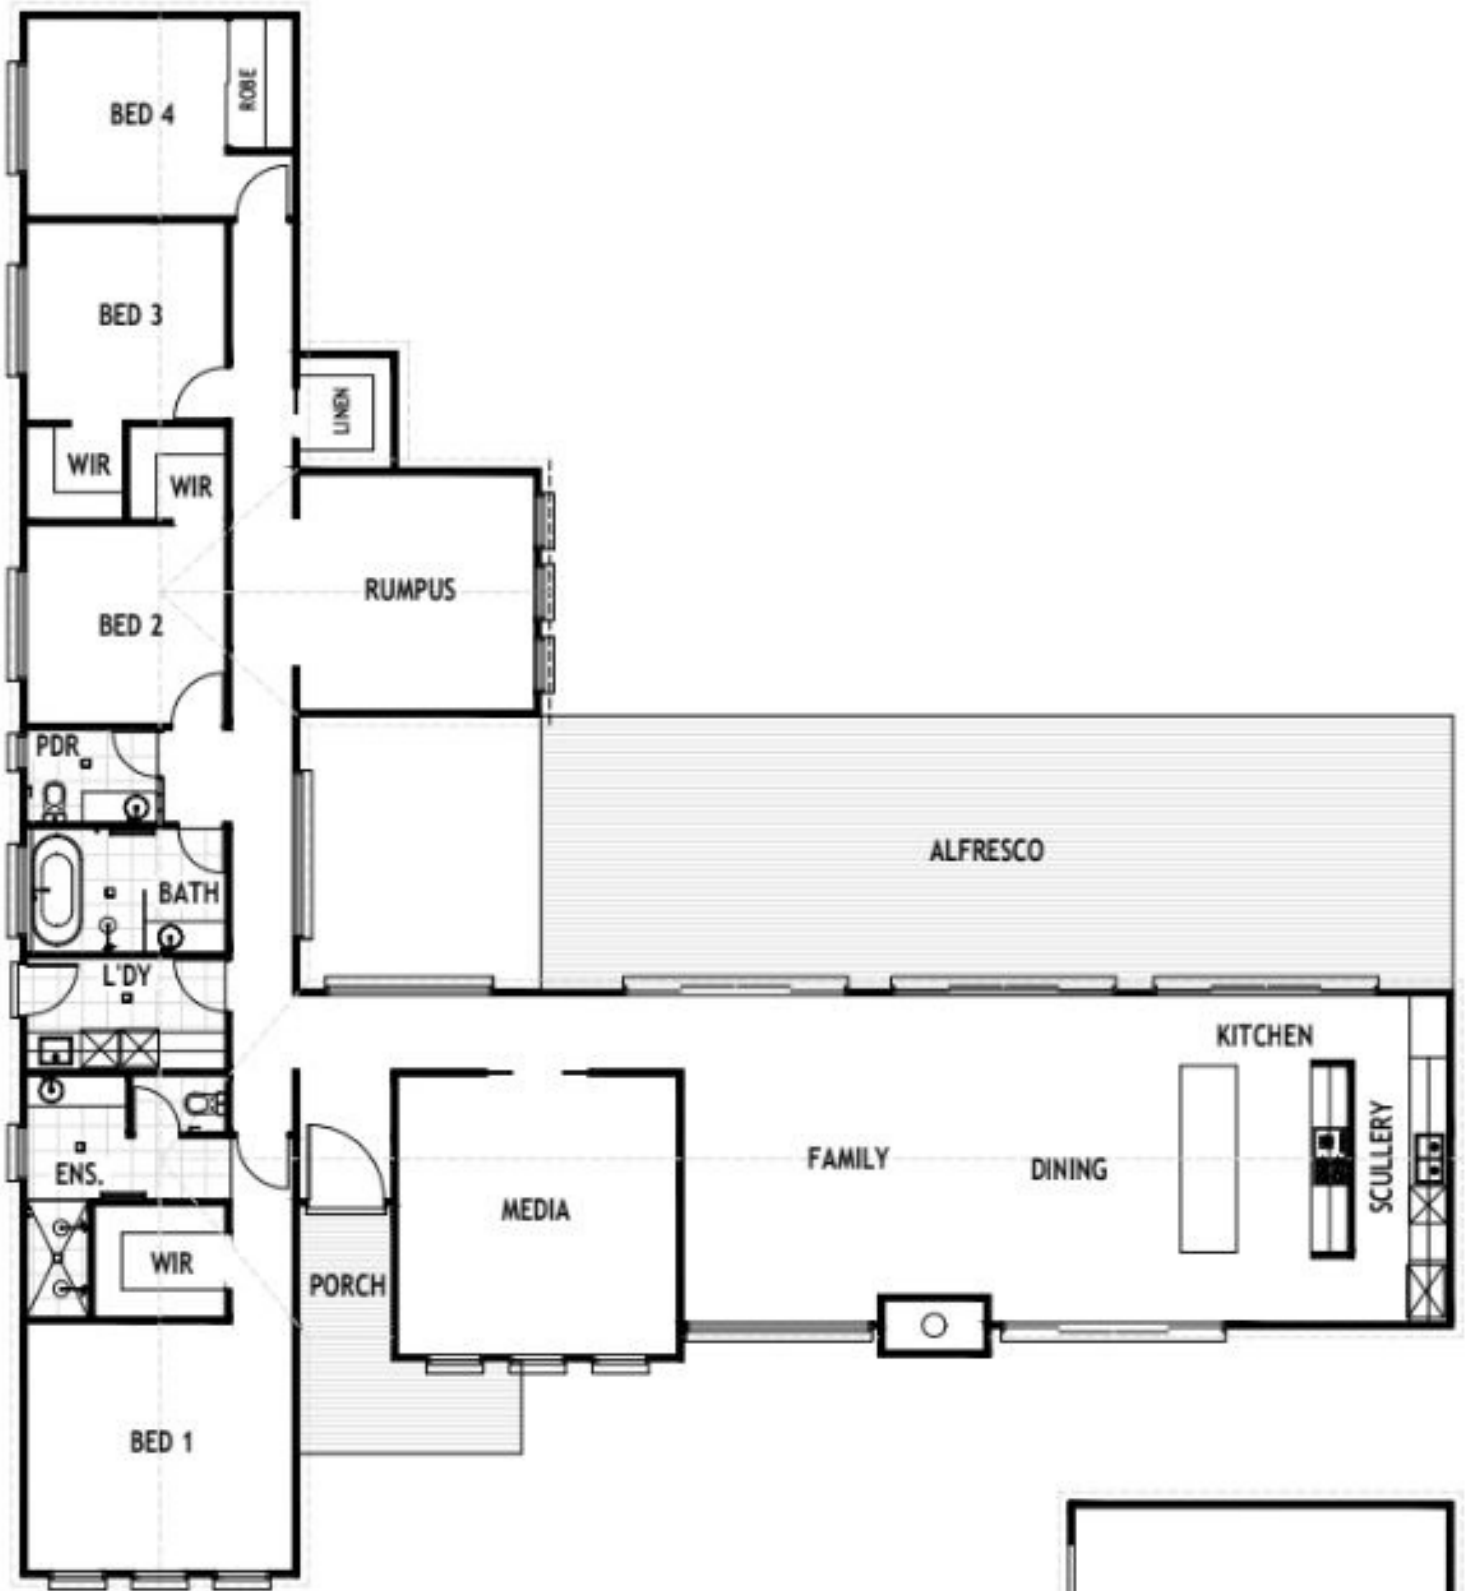 BED 4
ROBE
BED 3
LINEN
WIR
WIR
RUMPUS
BED 2
PDR
ALFRESCO
BATH
L'DY
KITCHEN
SCULLERY
FAMILY
DINING
ENS.
MEDIA
WIR
PORCH
BED 1